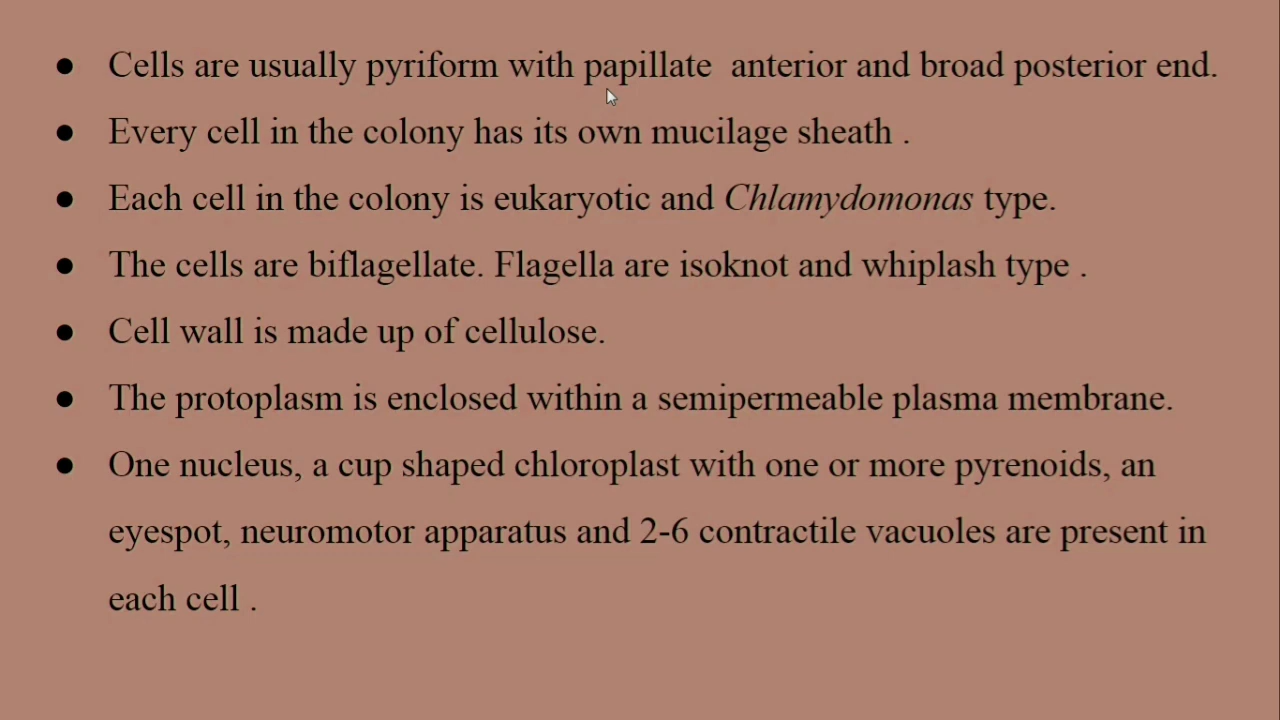 ● Cells are usually pyriform with papillate  anterior and broad posterior end.
● Every cell in the colony has its own mucilage sheath .
● Each cell in the colony is eukaryotic and Chlamydomonas type.
● The cells are biflagellate. Flagella are isoknot and whiplash type .
● Cell wall is made up of cellulose.
● The protoplasm is enclosed within a semipermeable plasma membrane.
● One nucleus, a cup shaped chloroplast with one or more pyrenoids, an
eyespot, neuromotor apparatus and 2-6 contractile vacuoles are present in
each cell .